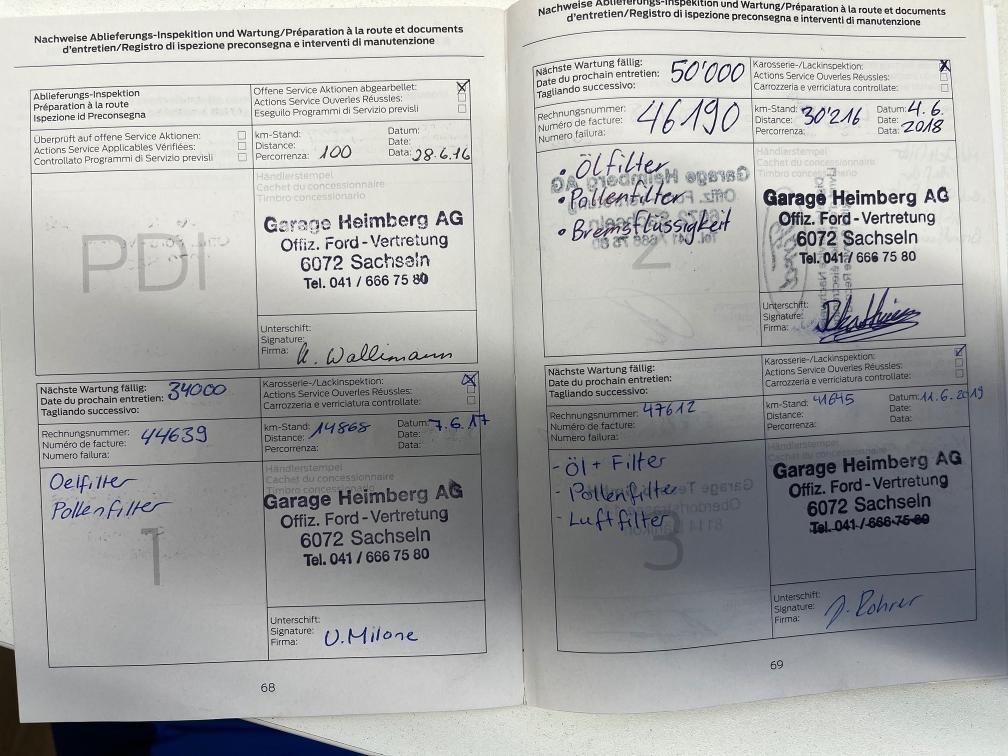 Nachweise Ablieferungs-Inspekition und Wartung/Préparation à la route et documents
d'entretien/Registro di ispezione preconsegna e interventi di manutenzione
Ablieferungs-Inspektion
Préparation à la route
Ispezione id Preconsegna
Offene Service Aktionen abgearbeitet:
Actions Service Ouverles Réussles:
Eseguilo Programmi di Servizio previsli
Überprüft auf offene Service Aktionen:
Actions Service Applicables Vérifiées:
Controllato Programmi di Servizio previsli
km-Stand:
Distance:
Percorrenza: 100
Datum:
Date:
Data: 28.6.16
PDI
Händlerstempel
Cachet du concessionnaire
Timbro concessionario
Garage Heimberg AG
Offiz. Ford-Vertretung
6072 Sachseln
Tel. 041 / 666 75 80
Unterschift:
Signature:
Firma: U. Wallimann
Nächste Wartung fällig:
Date du prochain entretien: 34000
Tagliando successivo:
Karosserie-/Lackinspektion:
Actions Service Ouverles Réussles:
Carrozzeria e verriciatura controllate:
Rechnungsnummer:
Numéro de facture: 44639
Numero failura:
km-Stand: 14868
Distance:
Percorrenza:
Datum: 7.6.17
Date:
Data:
Oelfilter
Pollenfilter
1
Händlerstempel
Cachet du concessionnaire
Timbro concessionario
Garage Heimberg AG
Offiz. Ford-Vertretung
6072 Sachseln
Tel. 041 / 666 75 80
Unterschift:
Signature:
Firma: U. Milone
68
Nachweise Ablieferungs-Inspekition und Wartung/Préparation à la route et documents
d'entretien/Registro di ispezione preconsegna e interventi di manutenzione
Nächste Wartung fällig:
Date du prochain entretien: 50'000
Tagliando successivo:
Karosserie-/Lackinspektion:
Actions Service Ouverles Réussles:
Carrozzeria e verriciatura controllate:
Rechnungsnummer:
Numéro de facture: 46190
Numero failura:
km-Stand:
Distance: 30'216
Percorrenza:
Datum: 4.6.
Date:
Data: 2018
• Ölfilter
• Pollenfilter
• Bremsflüssigkeit
2
Händlerstempel
Cachet du concessionnaire
Timbro concessionario
Garage Heimberg AG
Offiz. Ford-Vertretung
6072 Sachseln
Tel. 041 / 666 75 80
Unterschift:
Signature:
Firma:
Nächste Wartung fällig:
Date du prochain entretien:
Tagliando successivo:
Karosserie-/Lackinspektion:
Actions Service Ouverles Réussles:
Carrozzeria e verriciatura controllate:
Rechnungsnummer: 47612
Numéro de facture:
Numero failura:
km-Stand: 41645
Distance:
Percorrenza:
Datum: 11.6.2019
Date:
Data:
- Öl + Filter
- Pollenfilter
- Luftfilter
3
Händlerstempel
Cachet du concessionnaire
Garage Heimberg AG
Offiz. Ford-Vertretung
6072 Sachseln
Tel. 041 / 666 75 80
Unterschift:
Signature:
Firma: J. Rohrer
69